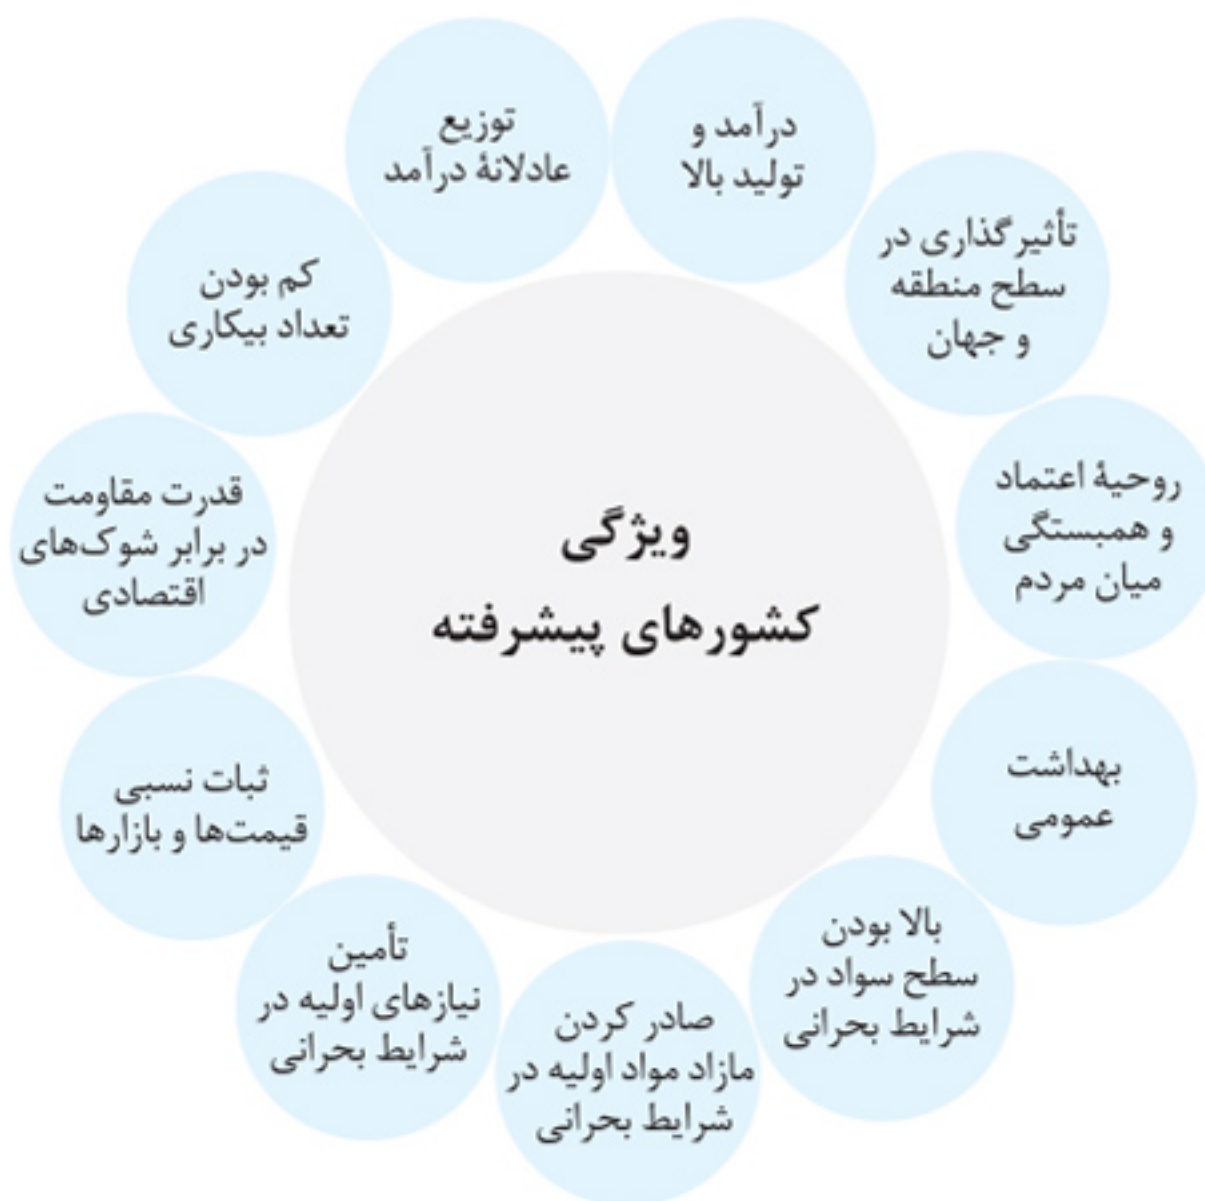 ویژگی
کشورهای پیشرفته
درآمد و
تولید بالا
تأثیرگذاری در
سطح منطقه
و جهان
روحیهٔ اعتماد
و همبستگی
میان مردم
بهداشت
عمومی
بالا بودن
سطح سواد در
شرایط بحرانی
صادر کردن
مازاد مواد اولیه در
شرایط بحرانی
تأمین
نیازهای اولیه در
شرایط بحرانی
ثبات نسبی
قیمت‌ها و بازارها
قدرت مقاومت
در برابر شوک‌های
اقتصادی
کم بودن
تعداد بیکاری
توزیع
عادلانهٔ درآمد